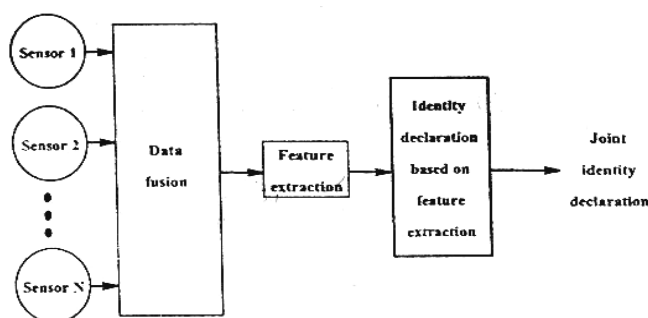 Sensor 1
Sensor 2
Sensor N
Data
fusion
Feature
extraction
Identity
declaration
based on
feature
extraction
Joint
identity
declaration